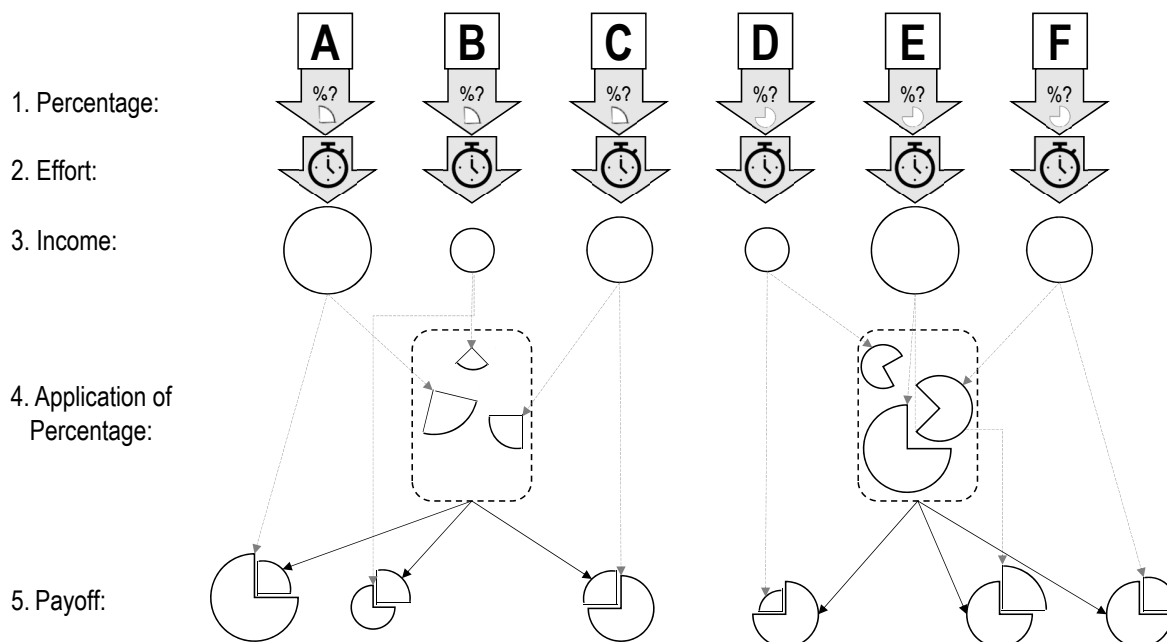 A B C D E F
1. Percentage: %? %? %? %? %? %?
2. Effort:
3. Income:
4. Application of
Percentage:
5. Payoff: